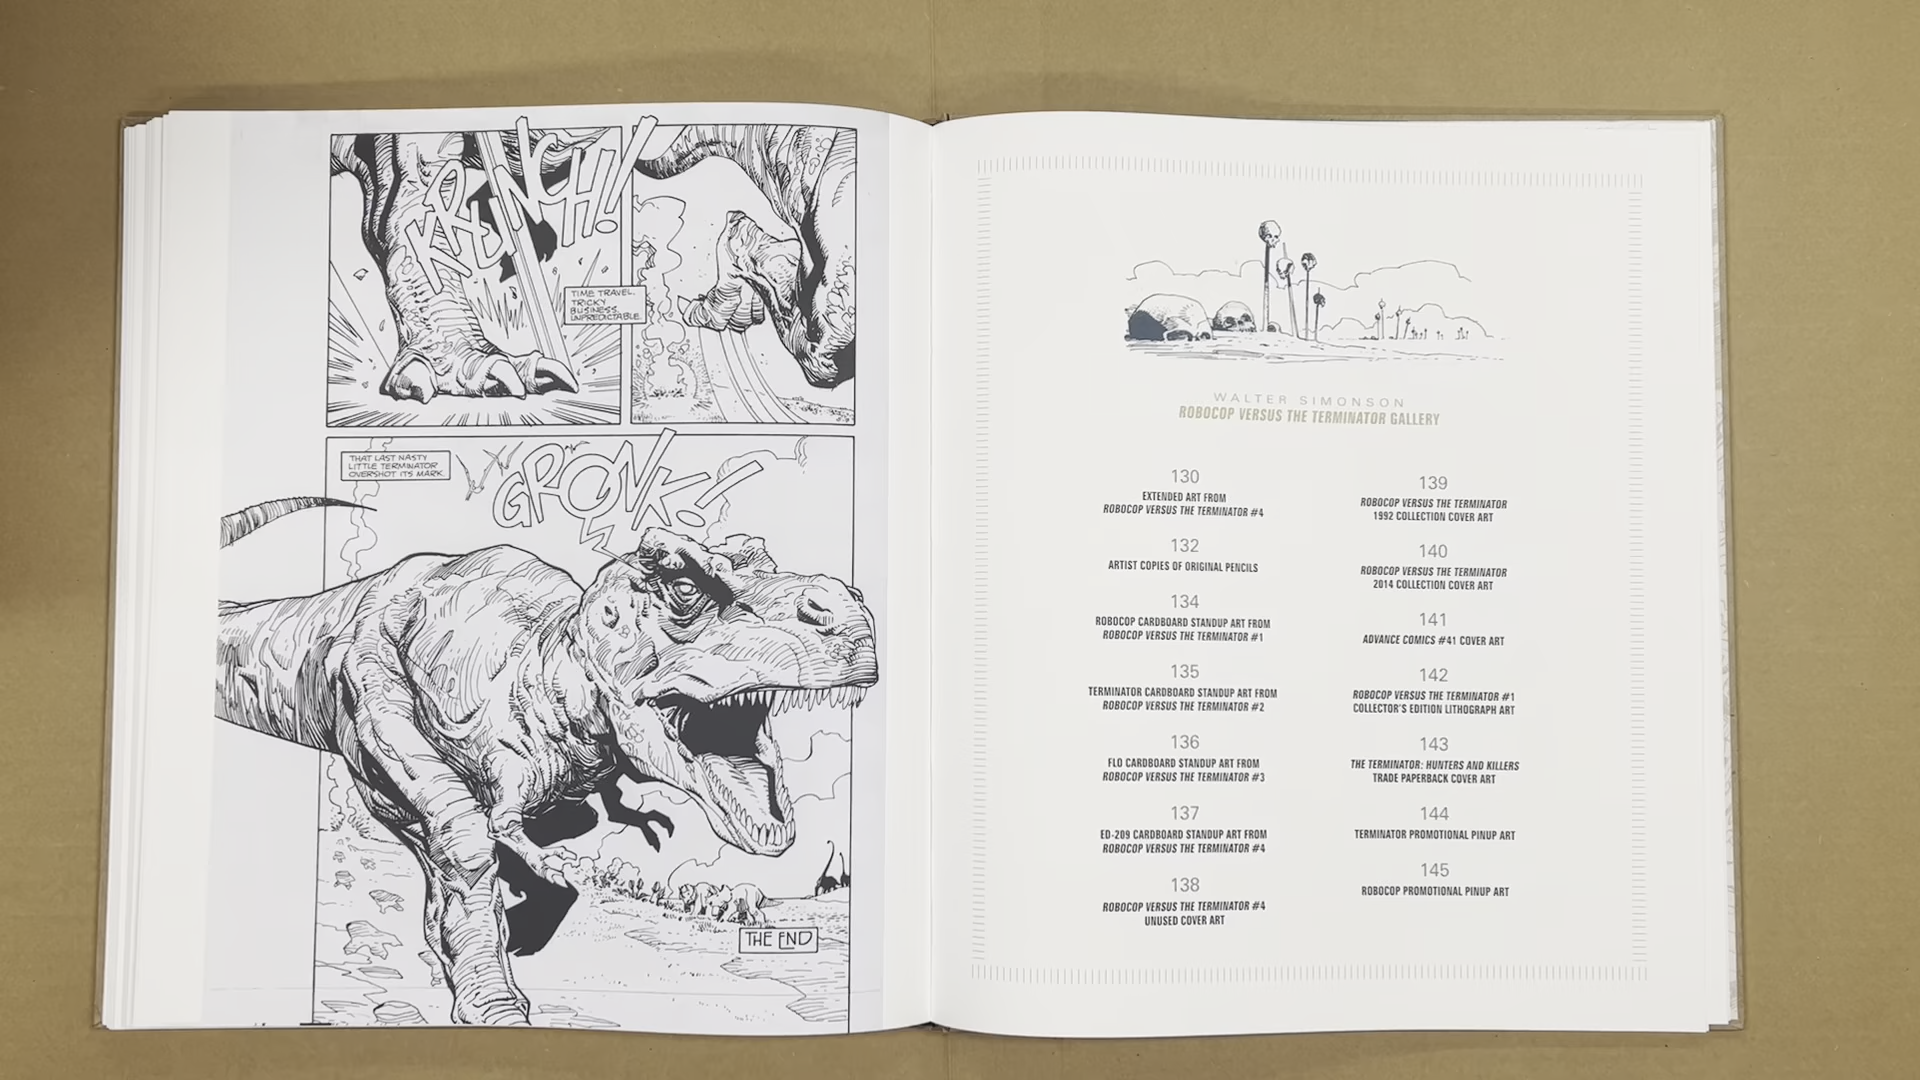 KRUNCH!
TIME TRAVEL.
TRICKY
BUSINESS.
UNPREDICTABLE.
THAT LAST NASTY
LITTLE TERMINATOR
OVERSHOT ITS MARK.
GRONK!
THE END
WALTER SIMONSON
ROBOCOP VERSUS THE TERMINATOR GALLERY
130
EXTENDED ART FROM
ROBOCOP VERSUS THE TERMINATOR #4
132
ARTIST COPIES OF ORIGINAL PENCILS
134
ROBOCOP CARDBOARD STANDUP ART FROM
ROBOCOP VERSUS THE TERMINATOR #1
135
TERMINATOR CARDBOARD STANDUP ART FROM
ROBOCOP VERSUS THE TERMINATOR #2
136
FLO CARDBOARD STANDUP ART FROM
ROBOCOP VERSUS THE TERMINATOR #3
137
ED-209 CARDBOARD STANDUP ART FROM
ROBOCOP VERSUS THE TERMINATOR #4
138
ROBOCOP VERSUS THE TERMINATOR #4
UNUSED COVER ART
139
ROBOCOP VERSUS THE TERMINATOR
1992 COLLECTION COVER ART
140
ROBOCOP VERSUS THE TERMINATOR
2014 COLLECTION COVER ART
141
ADVANCE COMICS #41 COVER ART
142
ROBOCOP VERSUS THE TERMINATOR #1
COLLECTOR'S EDITION LITHOGRAPH ART
143
THE TERMINATOR: HUNTERS AND KILLERS
TRADE PAPERBACK COVER ART
144
TERMINATOR PROMOTIONAL PINUP ART
145
ROBOCOP PROMOTIONAL PINUP ART